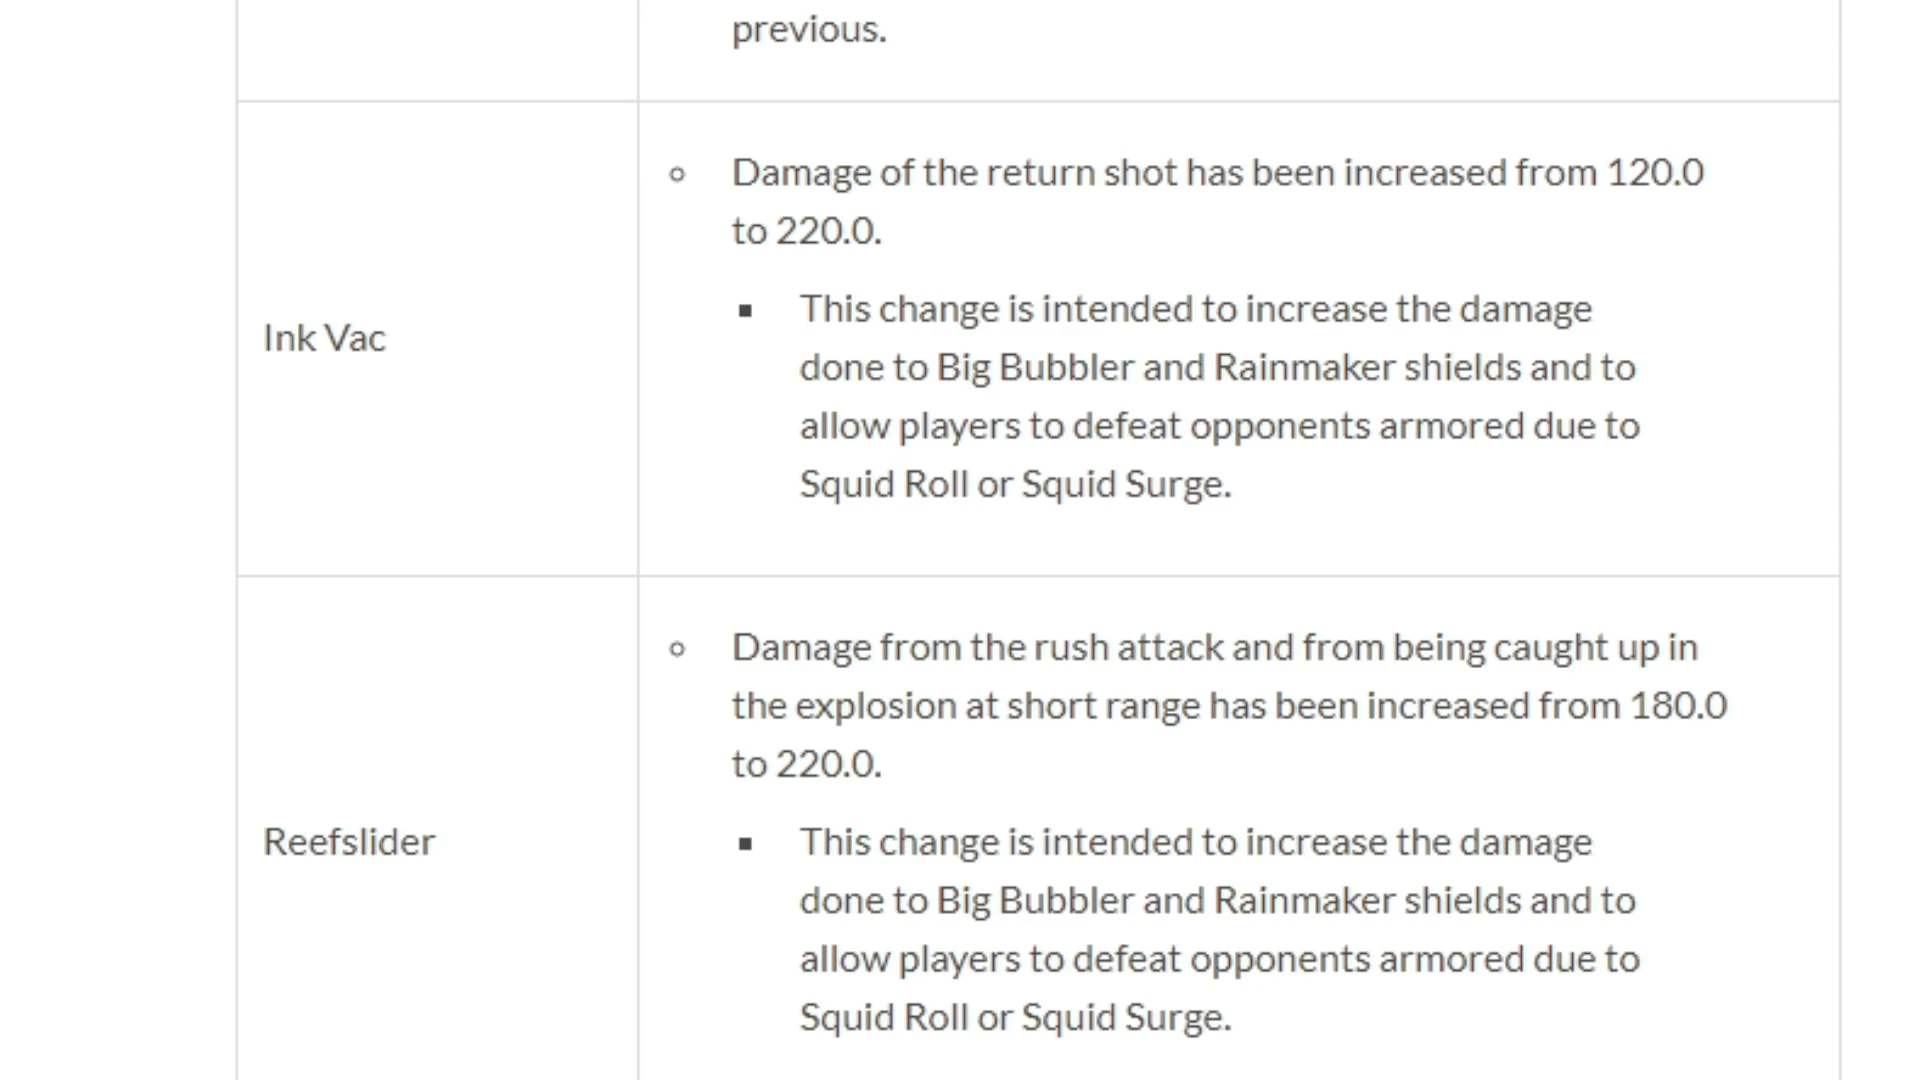 previous.
Ink Vac
Damage of the return shot has been increased from 120.0
to 220.0.
This change is intended to increase the damage
done to Big Bubbler and Rainmaker shields and to
allow players to defeat opponents armored due to
Squid Roll or Squid Surge.
Reefslider
Damage from the rush attack and from being caught up in
the explosion at short range has been increased from 180.0
to 220.0.
This change is intended to increase the damage
done to Big Bubbler and Rainmaker shields and to
allow players to defeat opponents armored due to
Squid Roll or Squid Surge.